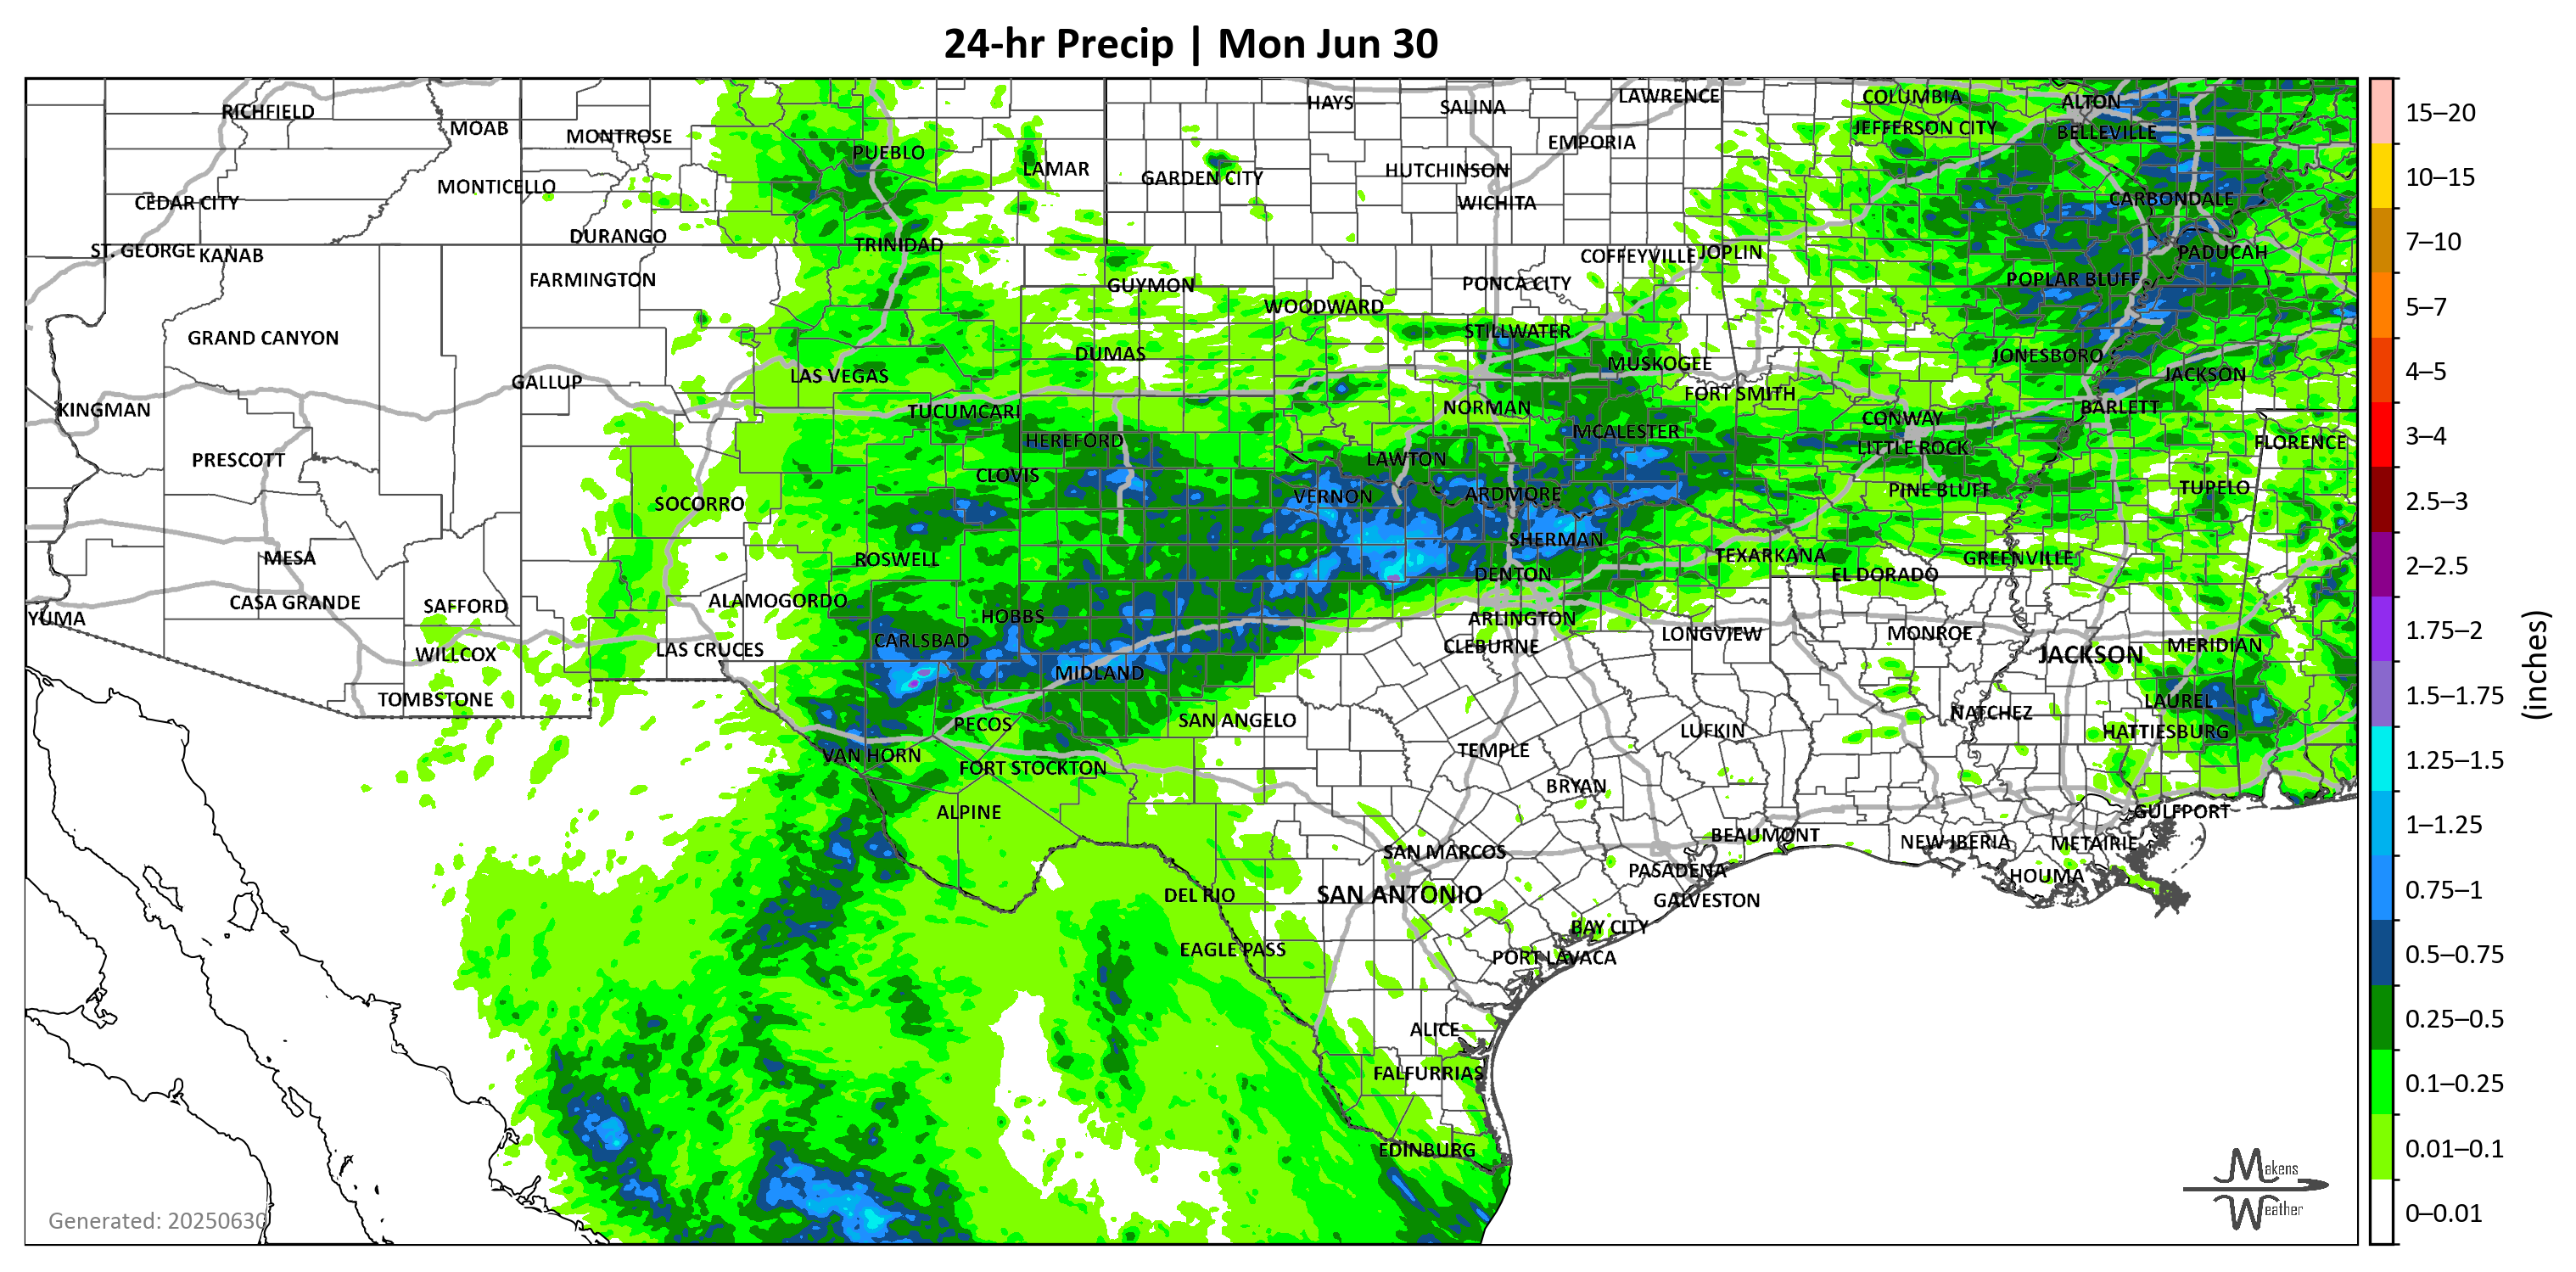 24-hr Precip | Mon Jun 30
RICHFIELD
MOAB
MONTROSE
PUEBLO
LAMAR
GARDEN CITY
HAYS
SALINA
LAWRENCE
EMPORIA
HUTCHINSON
WICHITA
COLUMBIA
JEFFERSON CITY
ALTON
BELLEVILLE
CARBONDALE
CEDAR CITY
MONTICELLO
ST. GEORGE
KANAB
DURANGO
TRINIDAD
FARMINGTON
GUYMON
WOODWARD
PONCA CITY
COFFEYVILLE
JOPLIN
POPLAR BLUFF
PADUCAH
GRAND CANYON
GALLUP
LAS VEGAS
DUMAS
STILLWATER
MUSKOGEE
FORT SMITH
JONESBORO
JACKSON
BARLETT
KINGMAN
TUCUMCARI
HEREFORD
NORMAN
MCALESTER
CONWAY
LITTLE ROCK
FLORENCE
PRESCOTT
SOCORRO
CLOVIS
LAWTON
VERNON
ARDMORE
PINE BLUFF
TUPELO
MESA
ROSWELL
SHERMAN
DENTON
TEXARKANA
EL DORADO
GREENVILLE
YUMA
CASA GRANDE
SAFFORD
ALAMOGORDO
HOBBS
ARLINGTON
CLEBURNE
LONGVIEW
MONROE
JACKSON
MERIDIAN
WILLCOX
LAS CRUCES
CARLSBAD
MIDLAND
TOMBSTONE
PECOS
SAN ANGELO
LUFKIN
NATCHEZ
LAUREL
HATTIESBURG
VAN HORN
FORT STOCKTON
TEMPLE
BRYAN
ALPINE
BEAUMONT
NEW IBERIA
METAIRIE
GULFPORT
SAN MARCOS
PASADENA
HOUMA
DEL RIO
SAN ANTONIO
GALVESTON
EAGLE PASS
BAY CITY
PORT LAVACA
ALICE
FALFURRIAS
EDINBURG
Generated: 20250630
Makens
Weather
15–20
10–15
7–10
5–7
4–5
3–4
2.5–3
2–2.5
1.75–2
1.5–1.75
1.25–1.5
1–1.25
0.75–1
0.5–0.75
0.25–0.5
0.1–0.25
0.01–0.1
0–0.01
(inches)